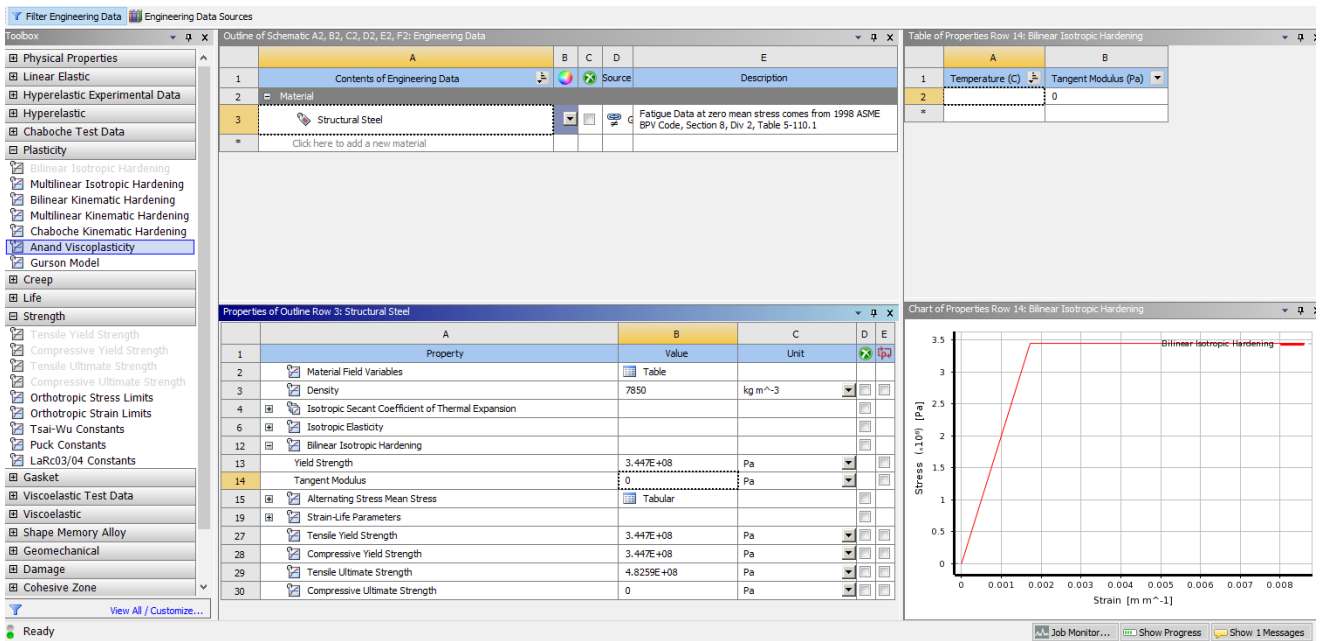 Filter Engineering Data Engineering Data Sources
Toolbox
Physical Properties
Linear Elastic
Hyperelastic Experimental Data
Hyperelastic
Chaboche Test Data
Plasticity
Bilinear Isotropic Hardening
Multilinear Isotropic Hardening
Bilinear Kinematic Hardening
Multilinear Kinematic Hardening
Chaboche Kinematic Hardening
Anand Viscoplasticity
Gurson Model
Creep
Life
Strength
Tensile Yield Strength
Compressive Yield Strength
Tensile Ultimate Strength
Compressive Ultimate Strength
Orthotropic Stress Limits
Orthotropic Strain Limits
Tsai-Wu Constants
Puck Constants
LaRc03/04 Constants
Gasket
Viscoelastic Test Data
Viscoelastic
Shape Memory Alloy
Geomechanical
Damage
Cohesive Zone
View All / Customize...
Outline of Schematic A2, B2, C2, D2, E2, F2: Engineering Data
A B C D E
1 Contents of Engineering Data Source Description
2 Material
3 Structural Steel G Fatigue Data at zero mean stress comes from 1998 ASME
BPV Code, Section 8, Div 2, Table 5-110.1
* Click here to add a new material
Properties of Outline Row 3: Structural Steel
A B C D E
1 Property Value Unit
2 Material Field Variables Table
3 Density 7850 kg m^-3
4 Isotropic Secant Coefficient of Thermal Expansion
6 Isotropic Elasticity
12 Bilinear Isotropic Hardening
13 Yield Strength 3.447E+08 Pa
14 Tangent Modulus 0 Pa
15 Alternating Stress Mean Stress Tabular
19 Strain-Life Parameters
27 Tensile Yield Strength 3.447E+08 Pa
28 Compressive Yield Strength 3.447E+08 Pa
29 Tensile Ultimate Strength 4.8259E+08 Pa
30 Compressive Ultimate Strength 0 Pa
Table of Properties Row 14: Bilinear Isotropic Hardening
A B
1 Temperature (C) Tangent Modulus (Pa)
2 0
*
Chart of Properties Row 14: Bilinear Isotropic Hardening
Bilinear Isotropic Hardening
3.5
3
2.5
2
1.5
1
0.5
0
Stress (.10⁸) [Pa]
0 0.001 0.002 0.003 0.004 0.005 0.006 0.007 0.008
Strain [m m^-1]
Ready
Job Monitor... Show Progress Show 1 Messages